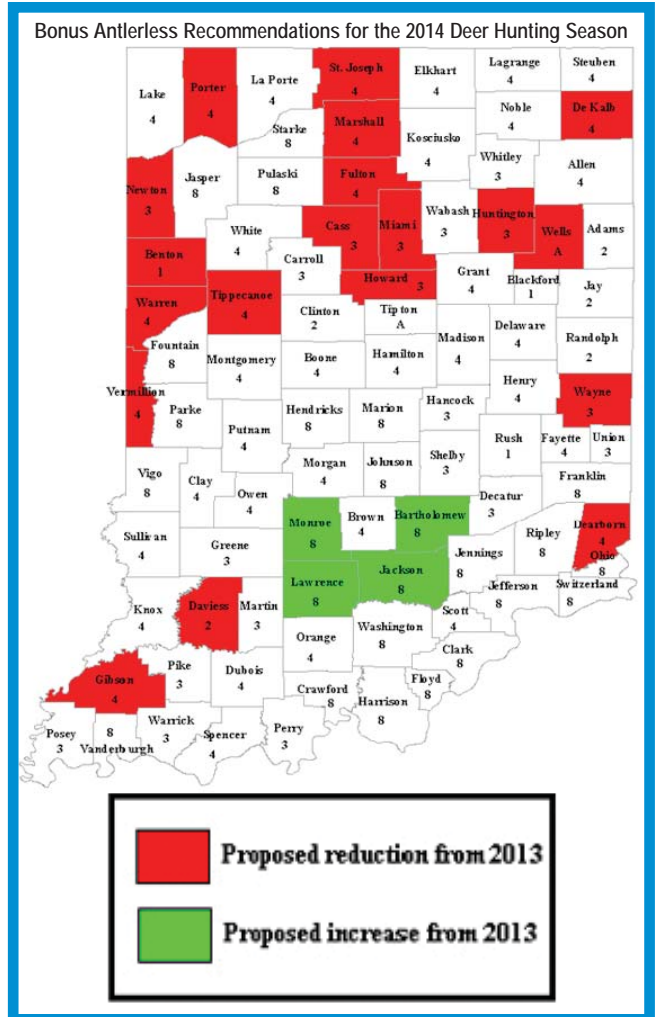 Bonus Antlerless Recommendations for the 2014 Deer Hunting Season
Lake
4
Porter
4
La Porte
4
St. Joseph
4
Elkhart
4
Lagrange
4
Steuben
4
Noble
4
De Kalb
4
Starke
8
Marshall
4
Kosciusko
4
Whitley
3
Allen
4
Newton
3
Jasper
8
Pulaski
8
Fulton
4
Cass
3
Miami
3
Wabash
3
Huntington
3
Wells
A
Adams
2
Benton
1
White
4
Carroll
3
Howard 3
Grant
4
Blackford
1
Jay
2
Warren
4
Tippecanoe
4
Clinton
2
Tipton
A
Madison
4
Delaware
4
Randolph
2
Fountain
8
Montgomery
4
Boone
4
Hamilton
4
Henry
4
Wayne
3
Vermillion
4
Parke
8
Putnam
4
Hendricks
8
Marion
8
Hancock
3
Rush
1
Fayette
4
Union
3
Vigo
8
Clay
4
Owen
4
Morgan
4
Johnson
8
Shelby
3
Decatur
3
Franklin
8
Sullivan
4
Greene
3
Monroe
8
Brown
4
Bartholomew
8
Jennings
8
Ripley
8
Dearborn
4
Ohio
8
Switzerland
8
Knox
4
Daviess
2
Martin
3
Lawrence
8
Jackson
8
Jefferson
8
Scott
4
Orange
4
Washington
8
Clark
8
Floyd
8
Gibson
4
Pike
3
Dubois
4
Crawford
8
Harrison
8
Posey
3
8
Vanderburgh
Warrick
3
Spencer
4
Perry
3
Proposed reduction from 2013
Proposed increase from 2013